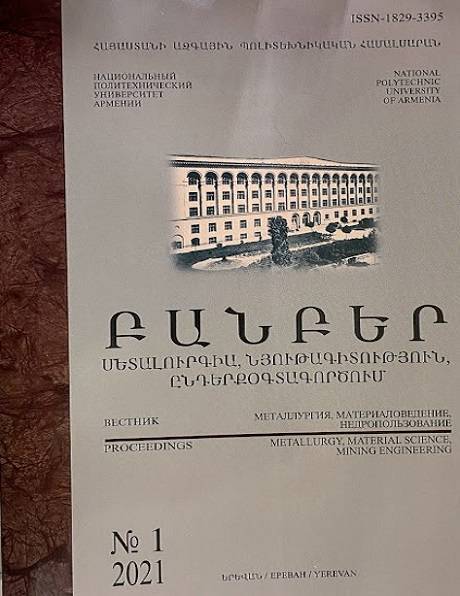 ISSN-1829-3395
ՀԱՅԱՍՏԱՆԻ ԱԶԳԱՅԻՆ ՊՈԼԻՏԵԽՆԻԿԱԿԱՆ ՀԱՄԱԼՍԱՐԱՆ
НАЦИОНАЛЬНЫЙ
ПОЛИТЕХНИЧЕСКИЙ
УНИВЕРСИТЕТ
АРМЕНИИ
NATIONAL
POLYTECHNIC
UNIVERSITY
OF ARMENIA
ԲԱՆԲԵՐ
ՄԵՏԱԼՈՒՐԳԻԱ, ՆՅՈՒԹԱԳԻՏՈՒԹՅՈՒՆ,
ԸՆԴԵՐՔՕԳՏԱԳՈՐԾՈՒՄ
ВЕСТНИК
МЕТАЛЛУРГИЯ, МАТЕРИАЛОВЕДЕНИЕ,
НЕДРОПОЛЬЗОВАНИЕ
PROCEEDINGS
METALLURGY, MATERIAL SCIENCE,
MINING ENGINEERING
№ 1
2021
ԵՐԵՎԱՆ / ЕРЕВАН / YEREVAN